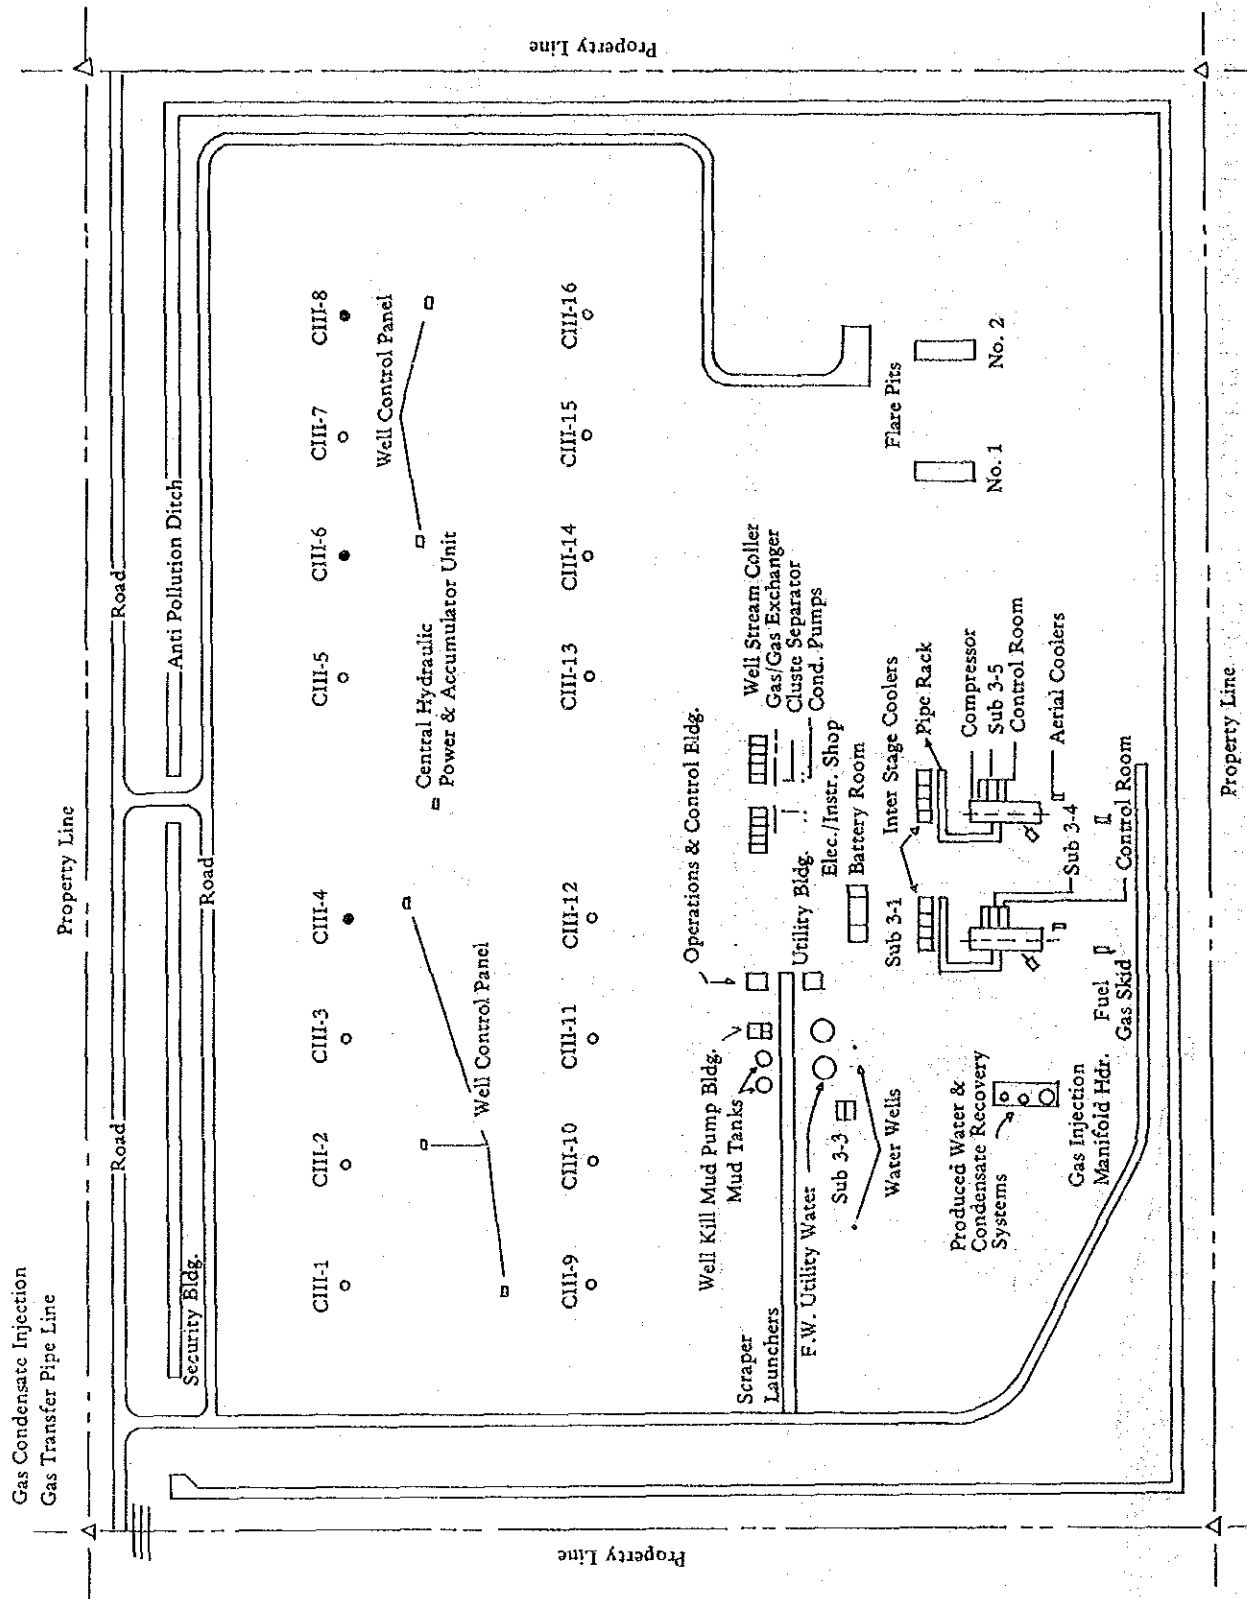 Gas Condensate Injection
Gas Transfer Pipe Line
Property Line
Property Line
Property Line
Property Line
Road
Road
Road
Anti Pollution Ditch
Security Bldg.
CIII-1
CIII-2
CIII-3
CIII-4
CIII-5
CIII-6
CIII-7
CIII-8
Well Control Panel
Central Hydraulic
Power & Accumulator Unit
Well Control Panel
CIII-9
CIII-10
CIII-11
CIII-12
CIII-13
CIII-14
CIII-15
CIII-16
Scraper
Launchers
Well Kill Mud Pump Bldg.
Mud Tanks
Operations & Control Bldg.
Well Stream Coller
Gas/Gas Exchanger
Cluste Separator
Cond. Pumps
F.W. Utility Water
Utility Bldg.
Elec./Instr. Shop
Battery Room
Sub 3-3
Water Wells
Flare Pits
No. 1
No. 2
Sub 3-1
Inter Stage Coolers
Pipe Rack
Compressor
Sub 3-5
Control Room
Aerial Coolers
Produced Water &
Condensate Recovery
Systems
Sub 3-4
Control Room
Gas Injection
Manifold Hdr.
Fuel
Gas Skid